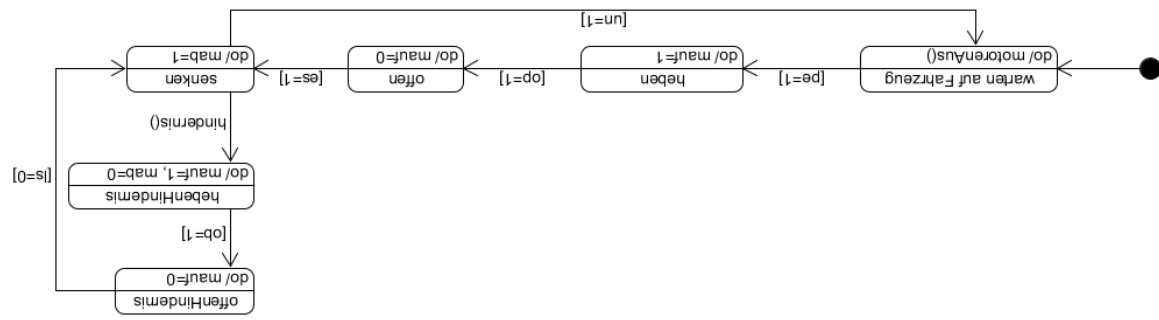 offenHindernis
do/ mauf=0
[ob=1]
hebenHindernis
do/ mauf=1, mab=0
[ls=0]
hindernis()
warten auf Fahrzeug
do/ motorenAus()
[pe=1]
heben
do/ mauf=1
[op=1]
offen
do/ mauf=0
[es=1]
senken
do/ mab=1
[un=1]